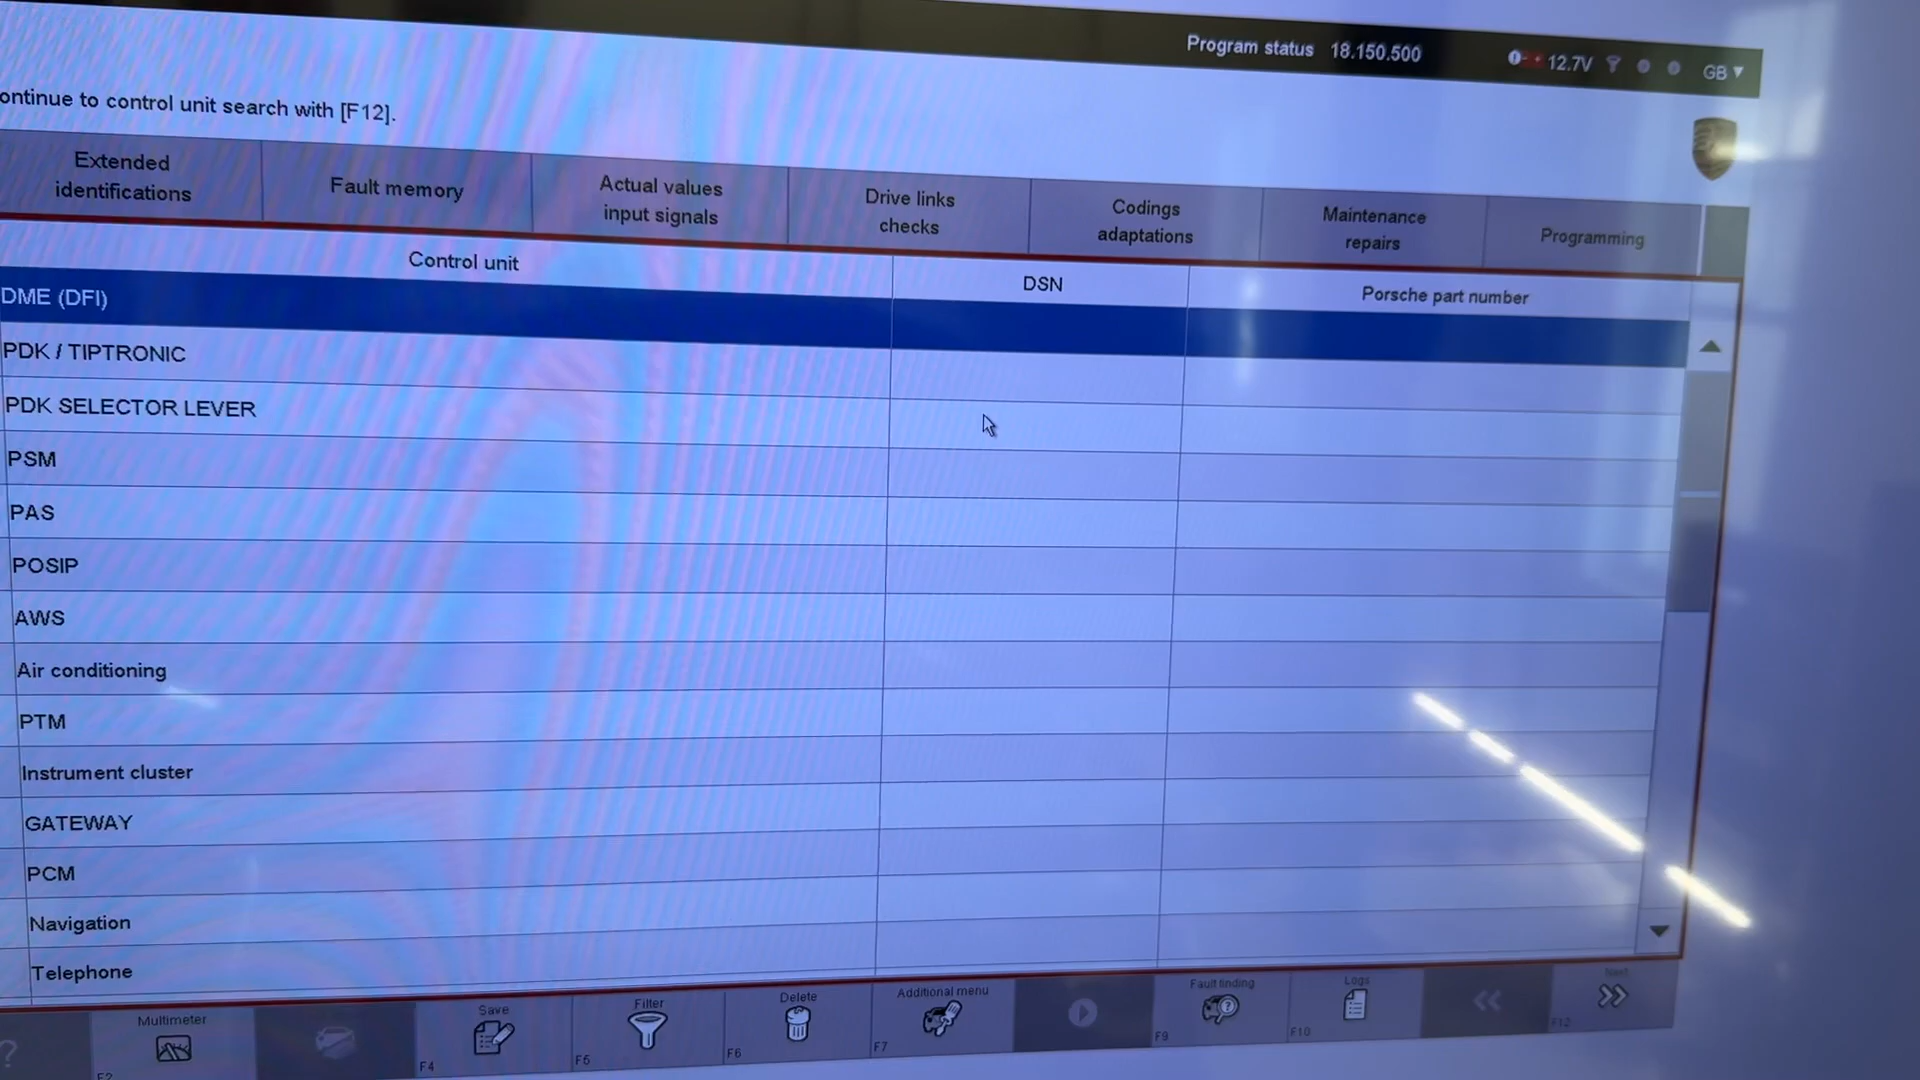 Program status 18.150.500
12.7V
GB
ontinue to control unit search with [F12].
Extended
identifications
Fault memory
Actual values
input signals
Drive links
checks
Codings
adaptations
Maintenance
repairs
Programming
Control unit
DSN
Porsche part number
DME (DFI)
PDK / TIPTRONIC
PDK SELECTOR LEVER
PSM
PAS
POSIP
AWS
Air conditioning
PTM
Instrument cluster
GATEWAY
PCM
Navigation
Telephone
?
Multimeter
F2
Save
F4
Filter
F5
Delete
F6
Additional menu
F7
Fault finding
F9
Logs
F10
Next
F12